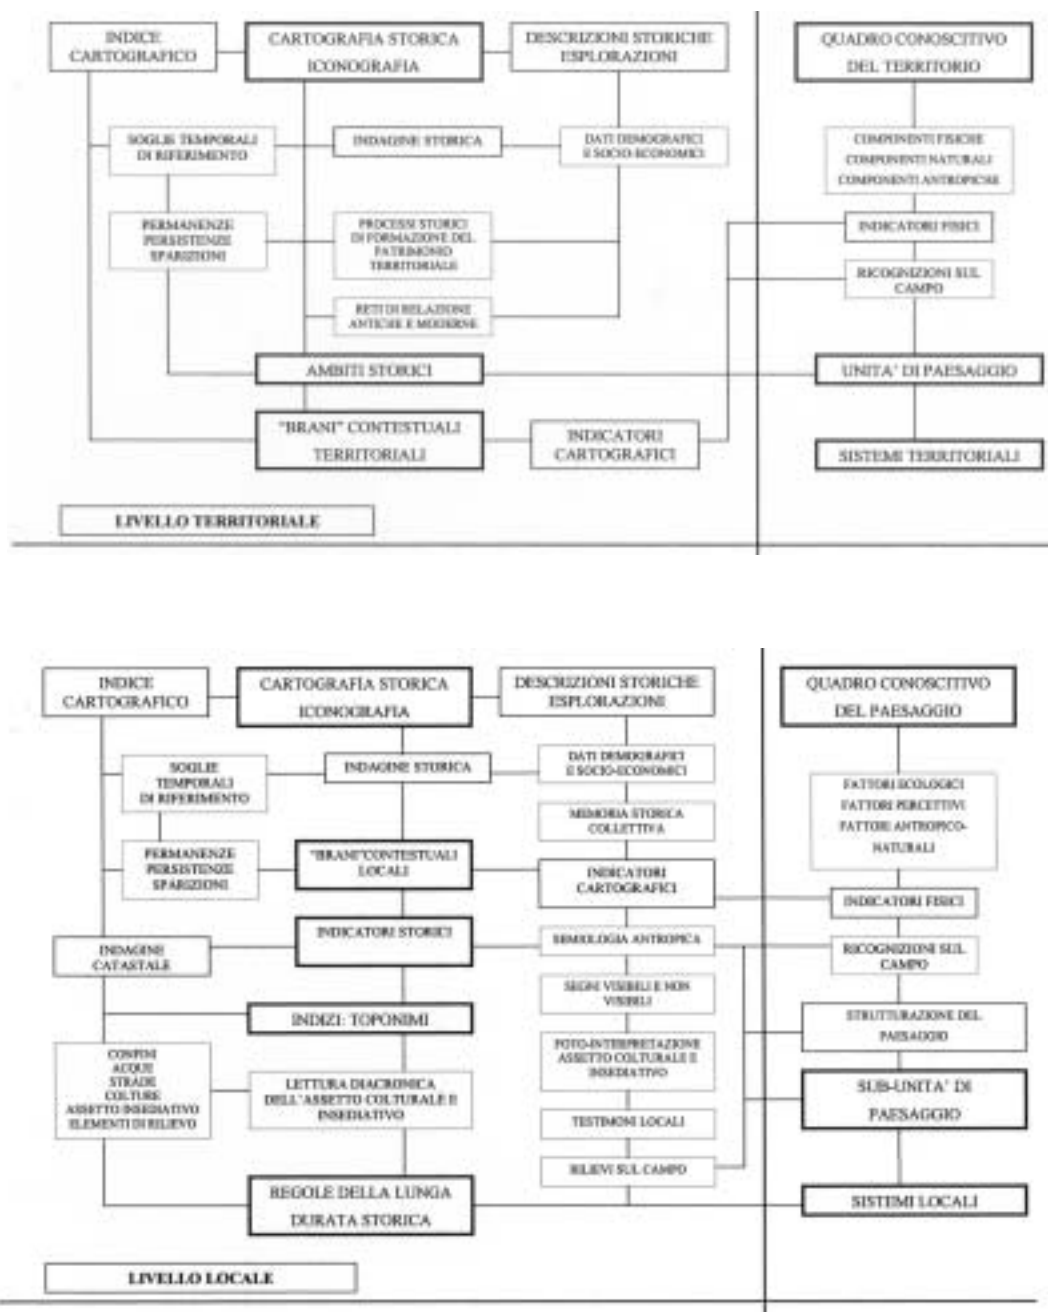 INDICE
CARTOGRAFICO
CARTOGRAFIA STORICA
ICONOGRAFIA
DESCRIZIONI STORICHE
ESPLORAZIONI
QUADRO CONOSCITIVO
DEL TERRITORIO
SOGLIE TEMPORALI
DI RIFERIMENTO
INDAGINE STORICA
DATI DEMOGRAFICI
E SOCIO-ECONOMICI
COMPONENTI FISICHE
COMPONENTI NATURALI
COMPONENTI ANTROPICHE
PERMANENZE
PERSISTENZE
SPARIZIONI
PROCESSI STORICI
DI FORMAZIONE DEL
PATRIMONIO
TERRITORIALE
INDICATORI FISICI
RICOGNIZIONI SUL
CAMPO
RETI DI RELAZIONE
ANTICHE E MODERNE
AMBITI STORICI
UNITA' DI PAESAGGIO
"BRANI" CONTESTUALI
TERRITORIALI
INDICATORI
CARTOGRAFICI
SISTEMI TERRITORIALI
LIVELLO TERRITORIALE
INDICE
CARTOGRAFICO
CARTOGRAFIA STORICA
ICONOGRAFIA
DESCRIZIONI STORICHE
ESPLORAZIONI
QUADRO CONOSCITIVO
DEL PAESAGGIO
SOGLIE
TEMPORALI
DI RIFERIMENTO
INDAGINE STORICA
DATI DEMOGRAFICI
E SOCIO-ECONOMICI
FATTORI ECOLOGICI
FATTORI PERCETTIVI
FATTORI ANTROPICO-
NATURALI
MEMORIA STORICA
COLLETTIVA
PERMANENZE
PERSISTENZE
SPARIZIONI
"BRANI"CONTESTUALI
LOCALI
INDICATORI
CARTOGRAFICI
INDICATORI FISICI
INDAGINE
CATASTALE
INDICATORI STORICI
SEMIOLOGIA ANTROPICA
RICOGNIZIONI SUL
CAMPO
SEGNI VISIBILI E NON
VISIBILI
INDIZI: TOPONIMI
STRUTTURAZIONE DEL
PAESAGGIO
CONFINI
ACQUE
STRADE
COLTURE
ASSETTO INSEDIATIVO
ELEMENTI DI RILIEVO
LETTURA DIACRONICA
DELL'ASSETTO COLTURALE E
INSEDIATIVO
FOTO-INTERPRETAZIONE
ASSETTO COLTURALE E
INSEDIATIVO
SUB-UNITA' DI
PAESAGGIO
TESTIMONI LOCALI
RILIEVI SUL CAMPO
REGOLE DELLA LUNGA
DURATA STORICA
SISTEMI LOCALI
LIVELLO LOCALE